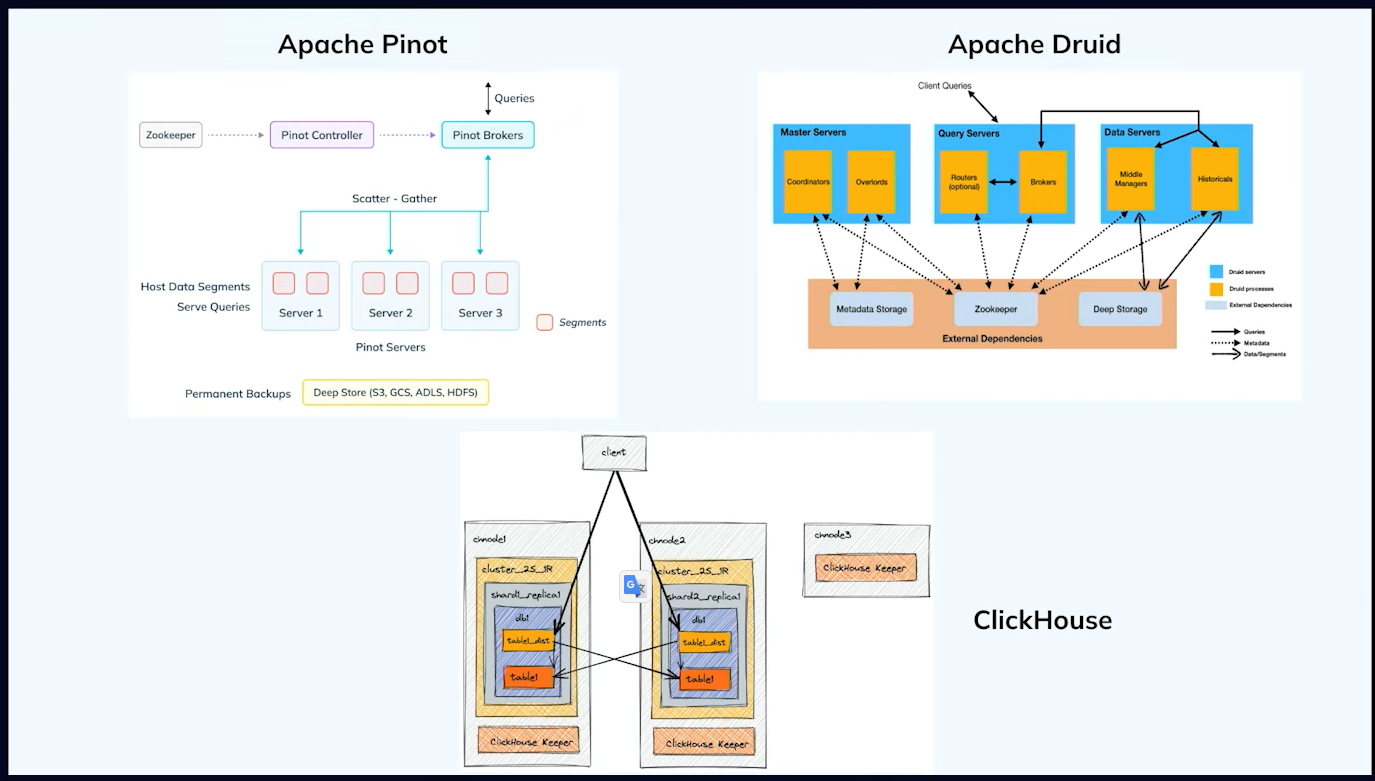 Apache Pinot
Queries
Zookeeper
Pinot Controller
Pinot Brokers
Scatter - Gather
Host Data Segments
Serve Queries
Server 1
Server 2
Server 3
Segments
Pinot Servers
Permanent Backups
Deep Store (S3, GCS, ADLS, HDFS)
Apache Druid
Client Queries
Master Servers
Query Servers
Data Servers
Coordinators
Overlords
Routers
(optional)
Brokers
Middle
Managers
Historicals
Metadata Storage
Zookeeper
Deep Storage
External Dependencies
Druid servers
Druid processes
External Dependencies
Queries
Metadata
Data/Segments
client
chnode1
cluster_2S_1R
shard1_replica1
db1
table1_dist
table1
ClickHouse Keeper
chnode2
cluster_2S_1R
shard2_replica1
db1
table1_dist
table1
ClickHouse Keeper
chnode3
ClickHouse Keeper
G
ClickHouse